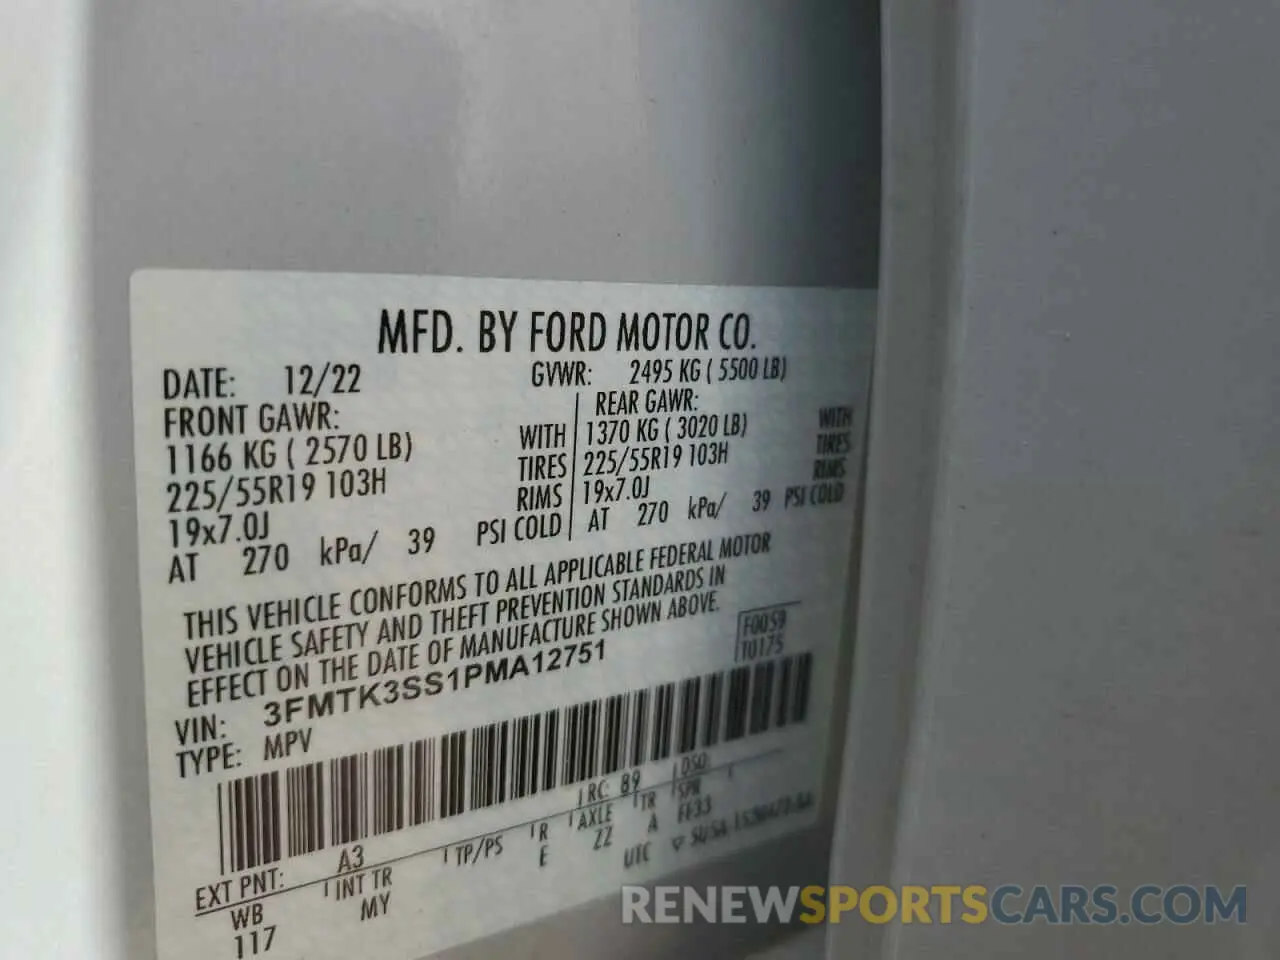 MFD. BY FORD MOTOR CO.
DATE: 12/22 GVWR: 2495 KG ( 5500 LB)
FRONT GAWR: REAR GAWR:
1166 KG ( 2570 LB) WITH 1370 KG ( 3020 LB) WITH
225/55R19 103H TIRES 225/55R19 103H TIRES
19x7.0J RIMS 19x7.0J RIMS
AT 270 kPa/ 39 PSI COLD AT 270 kPa/ 39 PSI COLD
THIS VEHICLE CONFORMS TO ALL APPLICABLE FEDERAL MOTOR
VEHICLE SAFETY AND THEFT PREVENTION STANDARDS IN
EFFECT ON THE DATE OF MANUFACTURE SHOWN ABOVE.
F0059
T0175
VIN: 3FMTK3SS1PMA12751
TYPE: MPV
EXT PNT: A3 RC: 89 DSO:
WB INT TR TP/PS R AXLE TR SPR
117 MY E ZZ A FF33
UTC
RENEWSPORTSCARS.COM